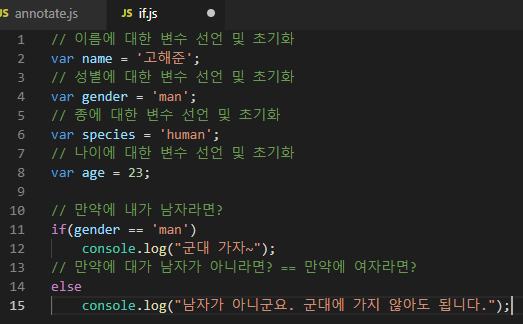 JS annotate.js JS if.js
1 // 이름에 대한 변수 선언 및 초기화
2 var name = '고해준';
3 // 성별에 대한 변수 선언 및 초기화
4 var gender = 'man';
5 // 종에 대한 변수 선언 및 초기화
6 var species = 'human';
7 // 나이에 대한 변수 선언 및 초기화
8 var age = 23;
9
10 // 만약에 내가 남자라면?
11 if(gender == 'man')
12 console.log("군대 가자~");
13 // 만약에 대가 남자가 아니라면? == 만약에 여자라면?
14 else
15 console.log("남자가 아니군요. 군대에 가지 않아도 됩니다.");